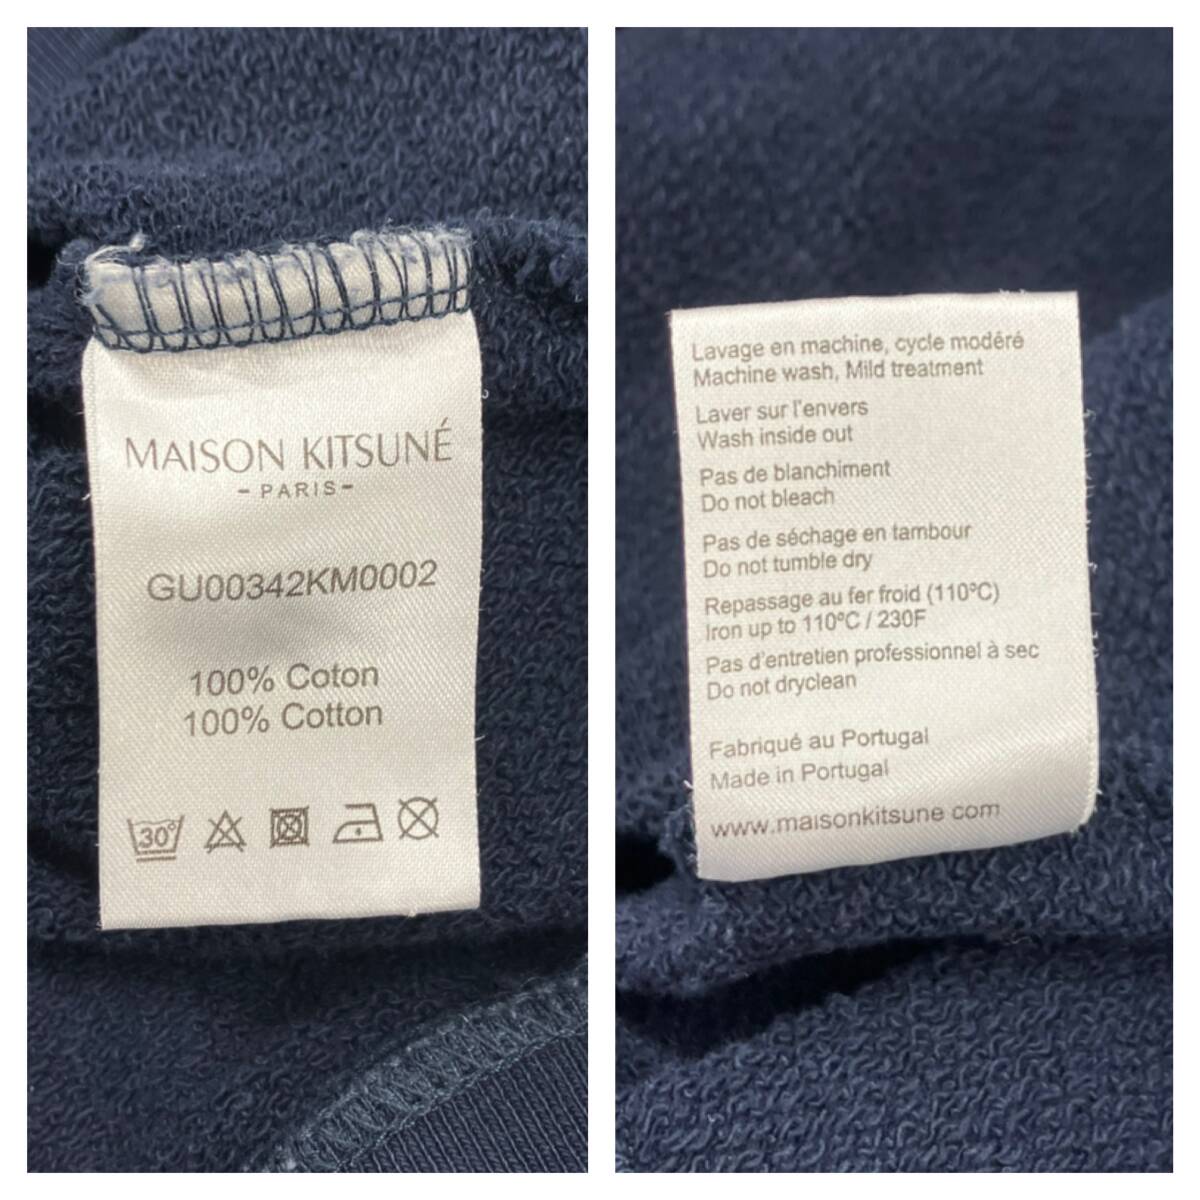 MAISON KITSUNÉ
- PARIS -
GU00342KM0002
100% Coton
100% Cotton
30°
Lavage en machine, cycle modéré
Machine wash, Mild treatment
Laver sur l'envers
Wash inside out
Pas de blanchiment
Do not bleach
Pas de séchage en tambour
Do not tumble dry
Repassage au fer froid (110°C)
Iron up to 110°C / 230F
Pas d'entretien professionnel à sec
Do not dryclean
Fabriqué au Portugal
Made in Portugal
www.maisonkitsune.com